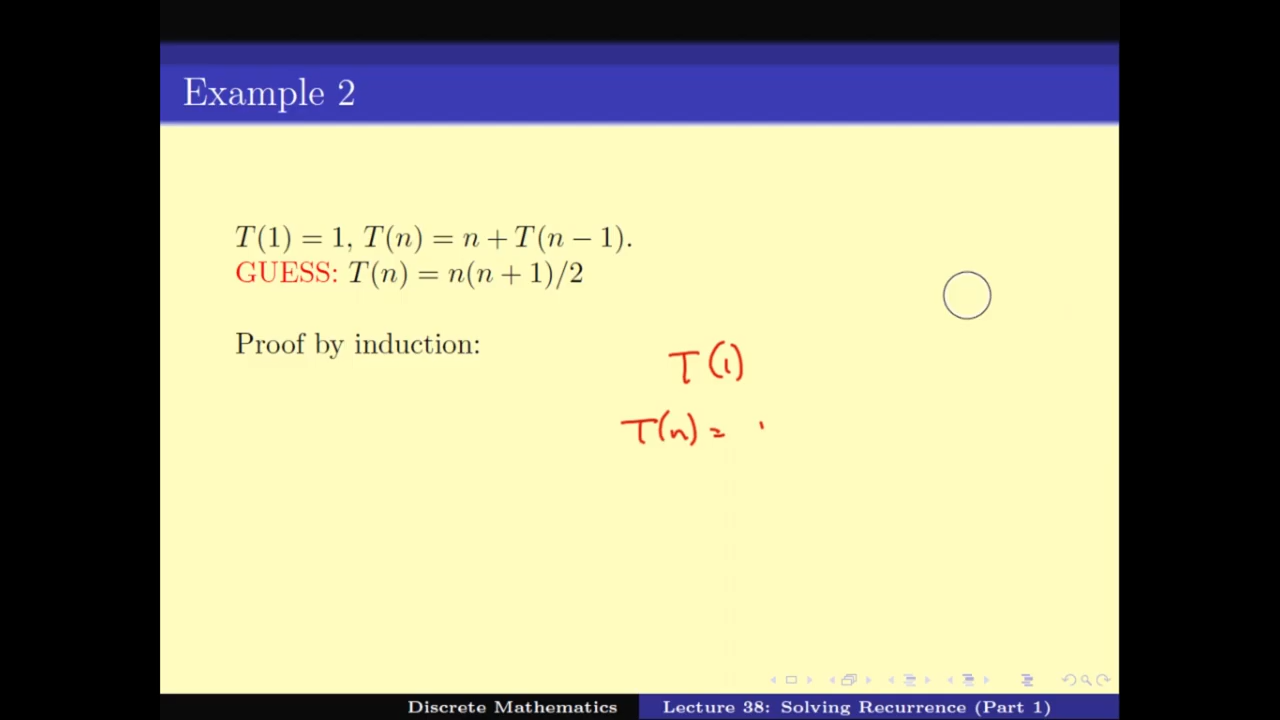 Example 2
T(1) = 1, T(n) = n + T(n − 1).
GUESS: T(n) = n(n + 1)/2
Proof by induction:
T(1)
T(n) =
Discrete Mathematics
Lecture 38: Solving Recurrence (Part 1)